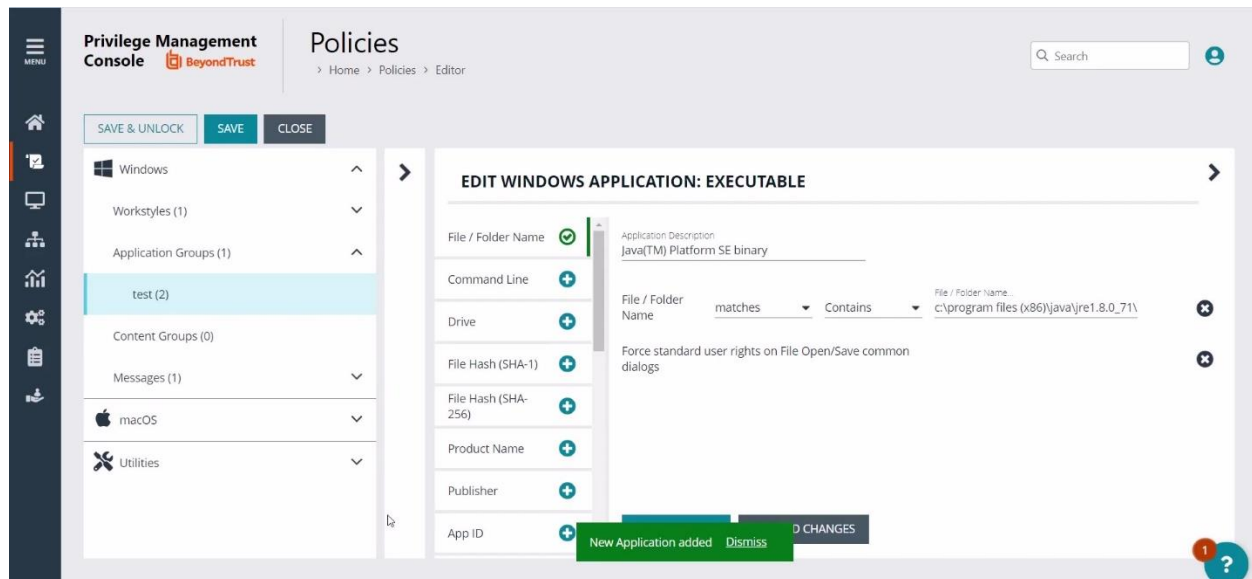 MENU
Privilege Management
Console BeyondTrust
Policies
> Home > Policies > Editor
Search
SAVE & UNLOCK SAVE CLOSE
Windows
Workstyles (1)
Application Groups (1)
test (2)
Content Groups (0)
Messages (1)
macOS
Utilities
EDIT WINDOWS APPLICATION: EXECUTABLE
File / Folder Name
Command Line
Drive
File Hash (SHA-1)
File Hash (SHA-
256)
Product Name
Publisher
App ID
Application Description
Java(TM) Platform SE binary
File / Folder
Name
matches
Contains
File / Folder Name...
c:\program files (x86)\java\jre1.8.0_71\
Force standard user rights on File Open/Save common
dialogs
CHANGES
New Application added Dismiss
1
?